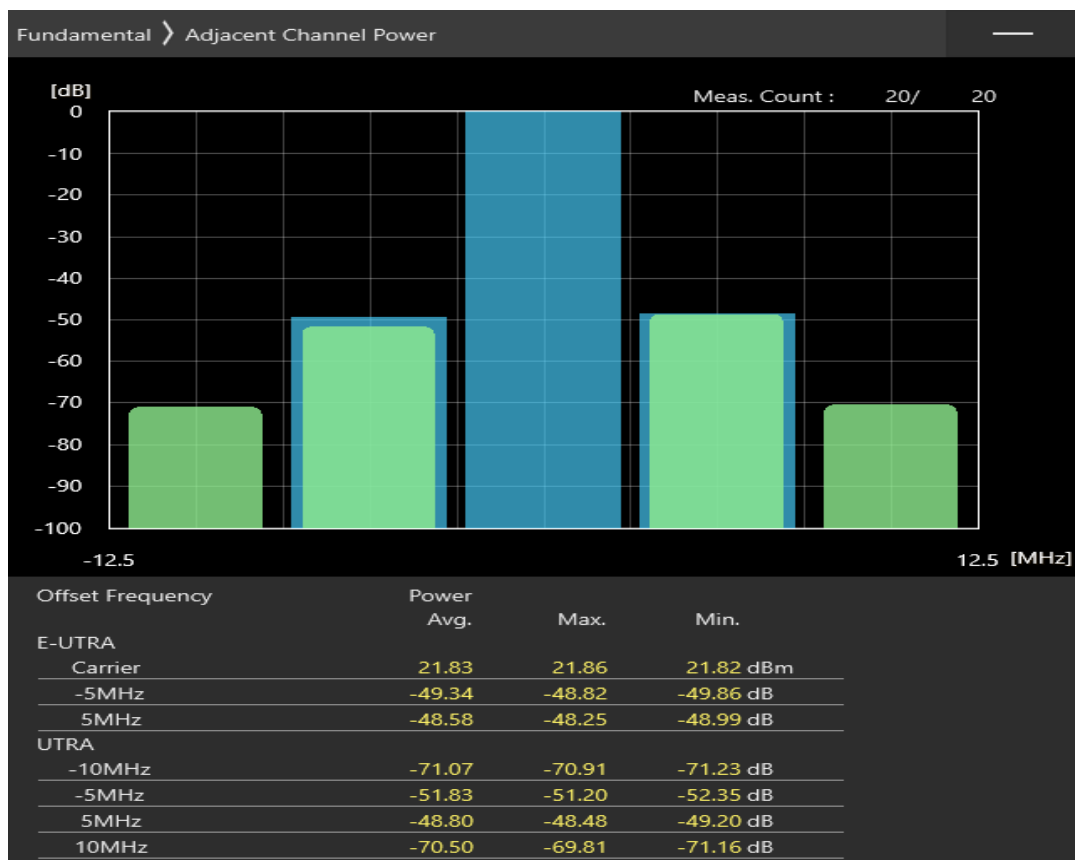 Fundamental ❯ Adjacent Channel Power
[dB]
Meas. Count : 20/ 20
0
-10
-20
-30
-40
-50
-60
-70
-80
-90
-100
-12.5 12.5 [MHz]
Offset Frequency Power
Avg. Max. Min.
E-UTRA
Carrier 21.83 21.86 21.82 dBm
-5MHz -49.34 -48.82 -49.86 dB
5MHz -48.58 -48.25 -48.99 dB
UTRA
-10MHz -71.07 -70.91 -71.23 dB
-5MHz -51.83 -51.20 -52.35 dB
5MHz -48.80 -48.48 -49.20 dB
10MHz -70.50 -69.81 -71.16 dB